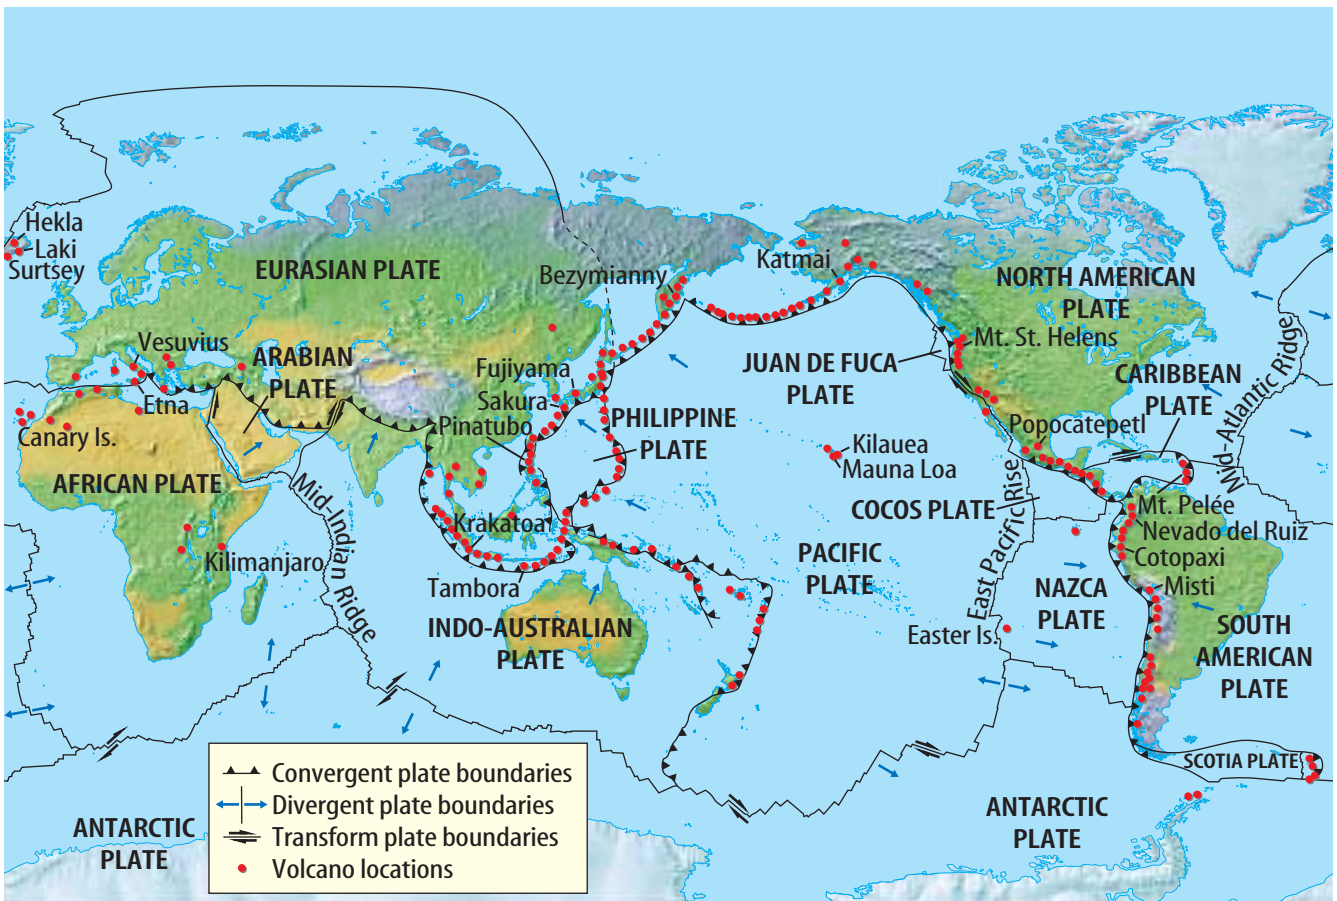 Hekla
Laki
Surtsey
EURASIAN PLATE
Bezymianny
Katmai
NORTH AMERICAN
PLATE
Vesuvius
ARABIAN
PLATE
Etna
Canary Is.
Fujiyama
Sakura
Pinatubo
PHILIPPINE
PLATE
JUAN DE FUCA
PLATE
Mt. St. Helens
CARIBBEAN
PLATE
Mid-Atlantic Ridge
Popocatepetl
Kilauea
Mauna Loa
AFRICAN PLATE
Mid-Indian Ridge
Krakatoa
COCOS PLATE
East Pacific Rise
Mt. Pelée
Nevado del Ruiz
Cotopaxi
Misti
Kilimanjaro
Tambora
PACIFIC
PLATE
NAZCA
PLATE
INDO-AUSTRALIAN
PLATE
Easter Is.
SOUTH
AMERICAN
PLATE
SCOTIA PLATE
ANTARCTIC
PLATE
ANTARCTIC
PLATE
Convergent plate boundaries
Divergent plate boundaries
Transform plate boundaries
Volcano locations